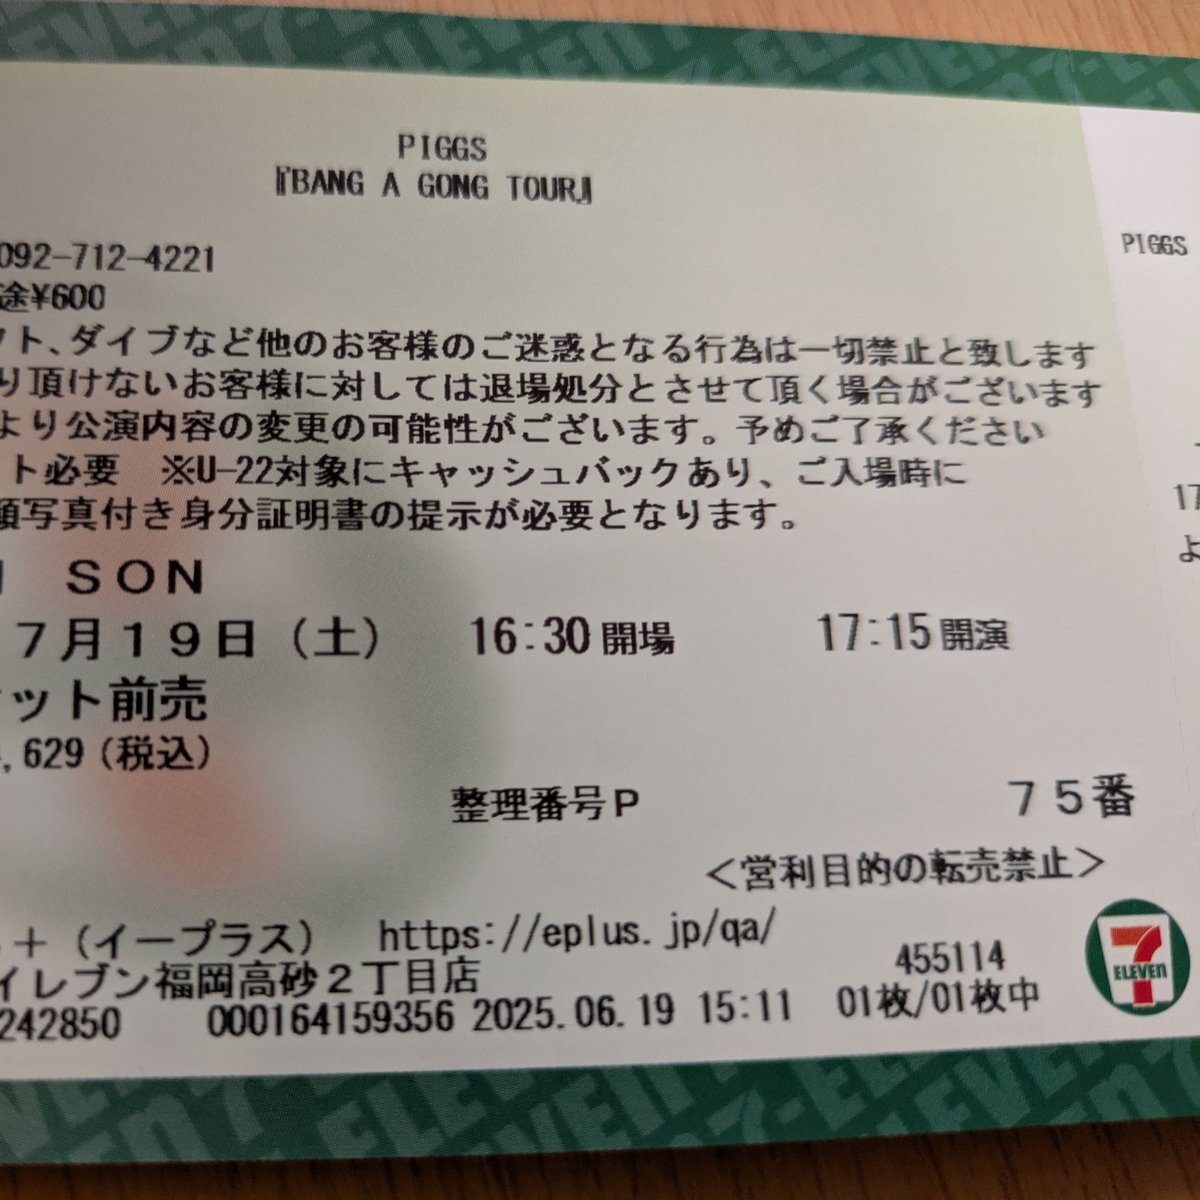 PIGGS
『BANG A GONG TOUR』
092-712-4221
途¥600
フト、ダイブなど他のお客様のご迷惑となる行為は一切禁止と致します
り頂けないお客様に対しては退場処分とさせて頂く場合がございます
より公演内容の変更の可能性がございます。予めご了承ください
ト必要 ※U-22対象にキャッシュバックあり、ご入場時に
顔写真付き身分証明書の提示が必要となります。
SON
7月19日(土) 16:30開場 17:15開演
ット前売
,629(税込)
整理番号P 75番
<営利目的の転売禁止>
+(イープラス) https://eplus.jp/qa/
イレブン福岡高砂2丁目店
455114
242850 000164159356 2025.06.19 15:11 01枚/01枚中
7 ELEVEN
PIGGS
17
よ